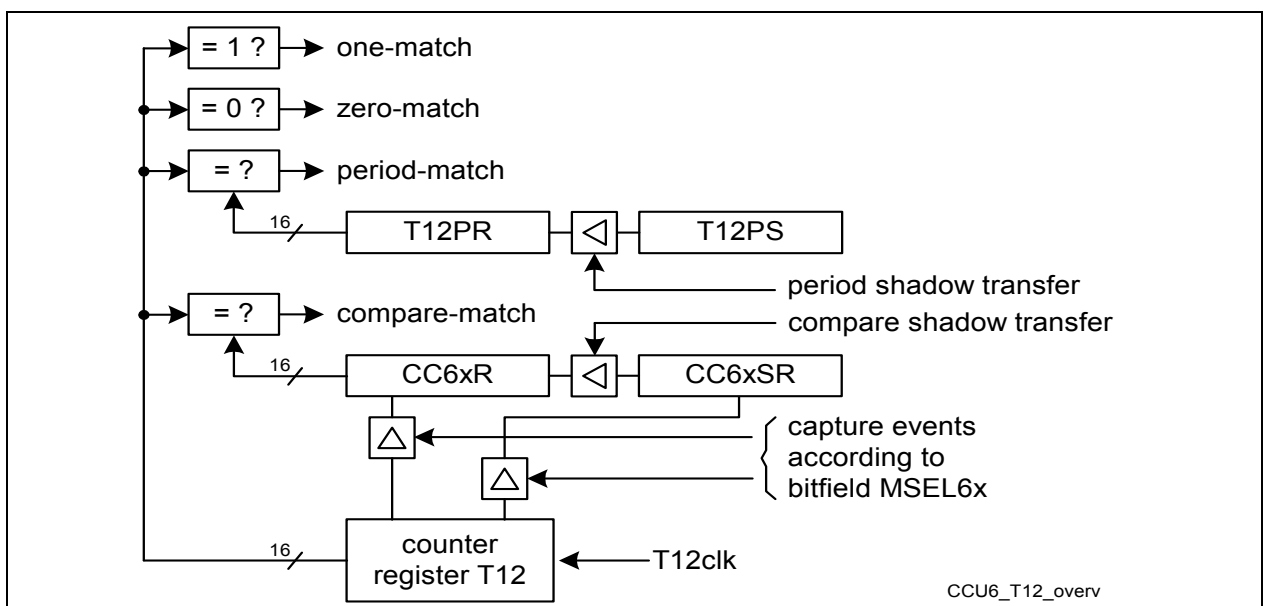 = 1 ? one-match
= 0 ? zero-match
= ? period-match
16 T12PR T12PS
period shadow transfer
= ? compare-match
compare shadow transfer
16 CC6xR CC6xSR
capture events
according to
bitfield MSEL6x
16 counter
register T12
T12clk
CCU6_T12_overv